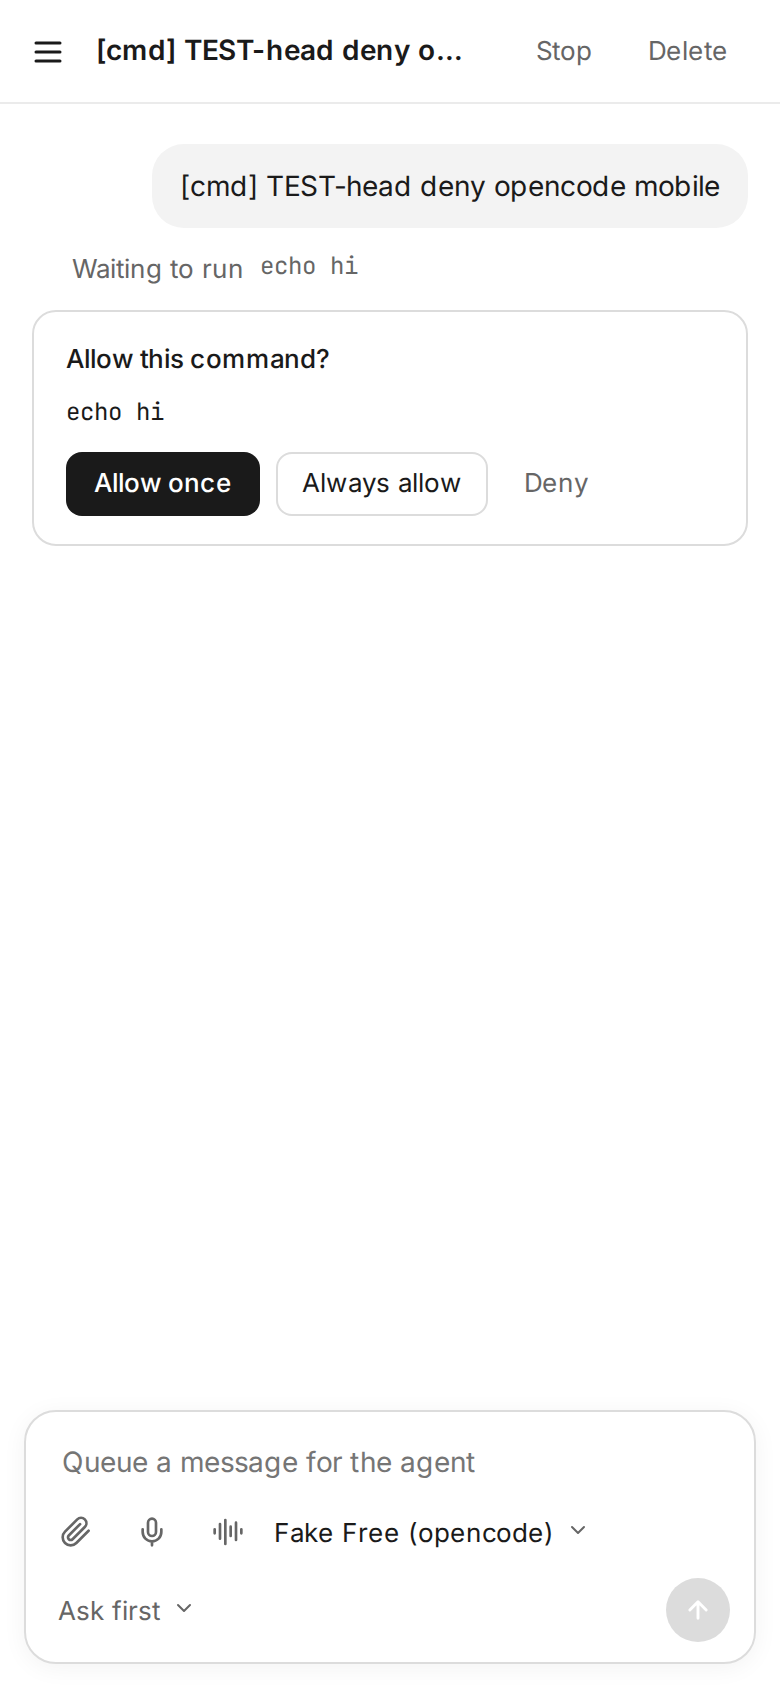 [cmd] TEST-head deny o...
Stop
Delete
[cmd] TEST-head deny opencode mobile
Waiting to run echo hi
Allow this command?
echo hi
Allow once
Always allow
Deny
Queue a message for the agent
Fake Free (opencode)
Ask first